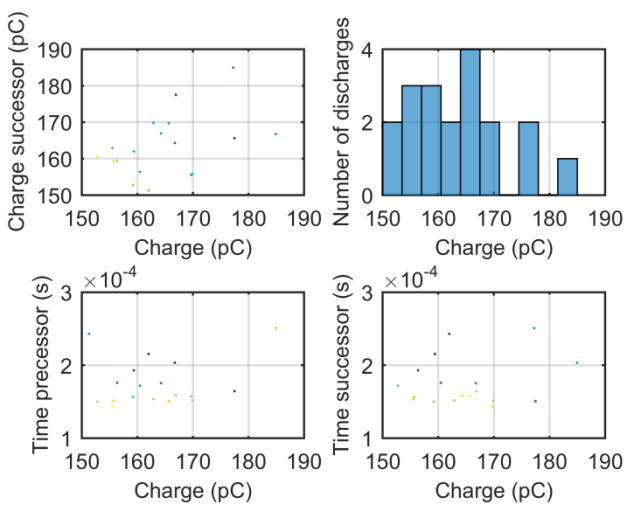 Charge successor (pC)
190
180
170
160
150
150 160 170 180 190
Charge (pC)
Number of discharges
4
2
0
150 160 170 180 190
Charge (pC)
×10-4
Time precessor (s)
3
2
1
150 160 170 180 190
Charge (pC)
×10-4
Time successor (s)
3
2
1
150 160 170 180 190
Charge (pC)